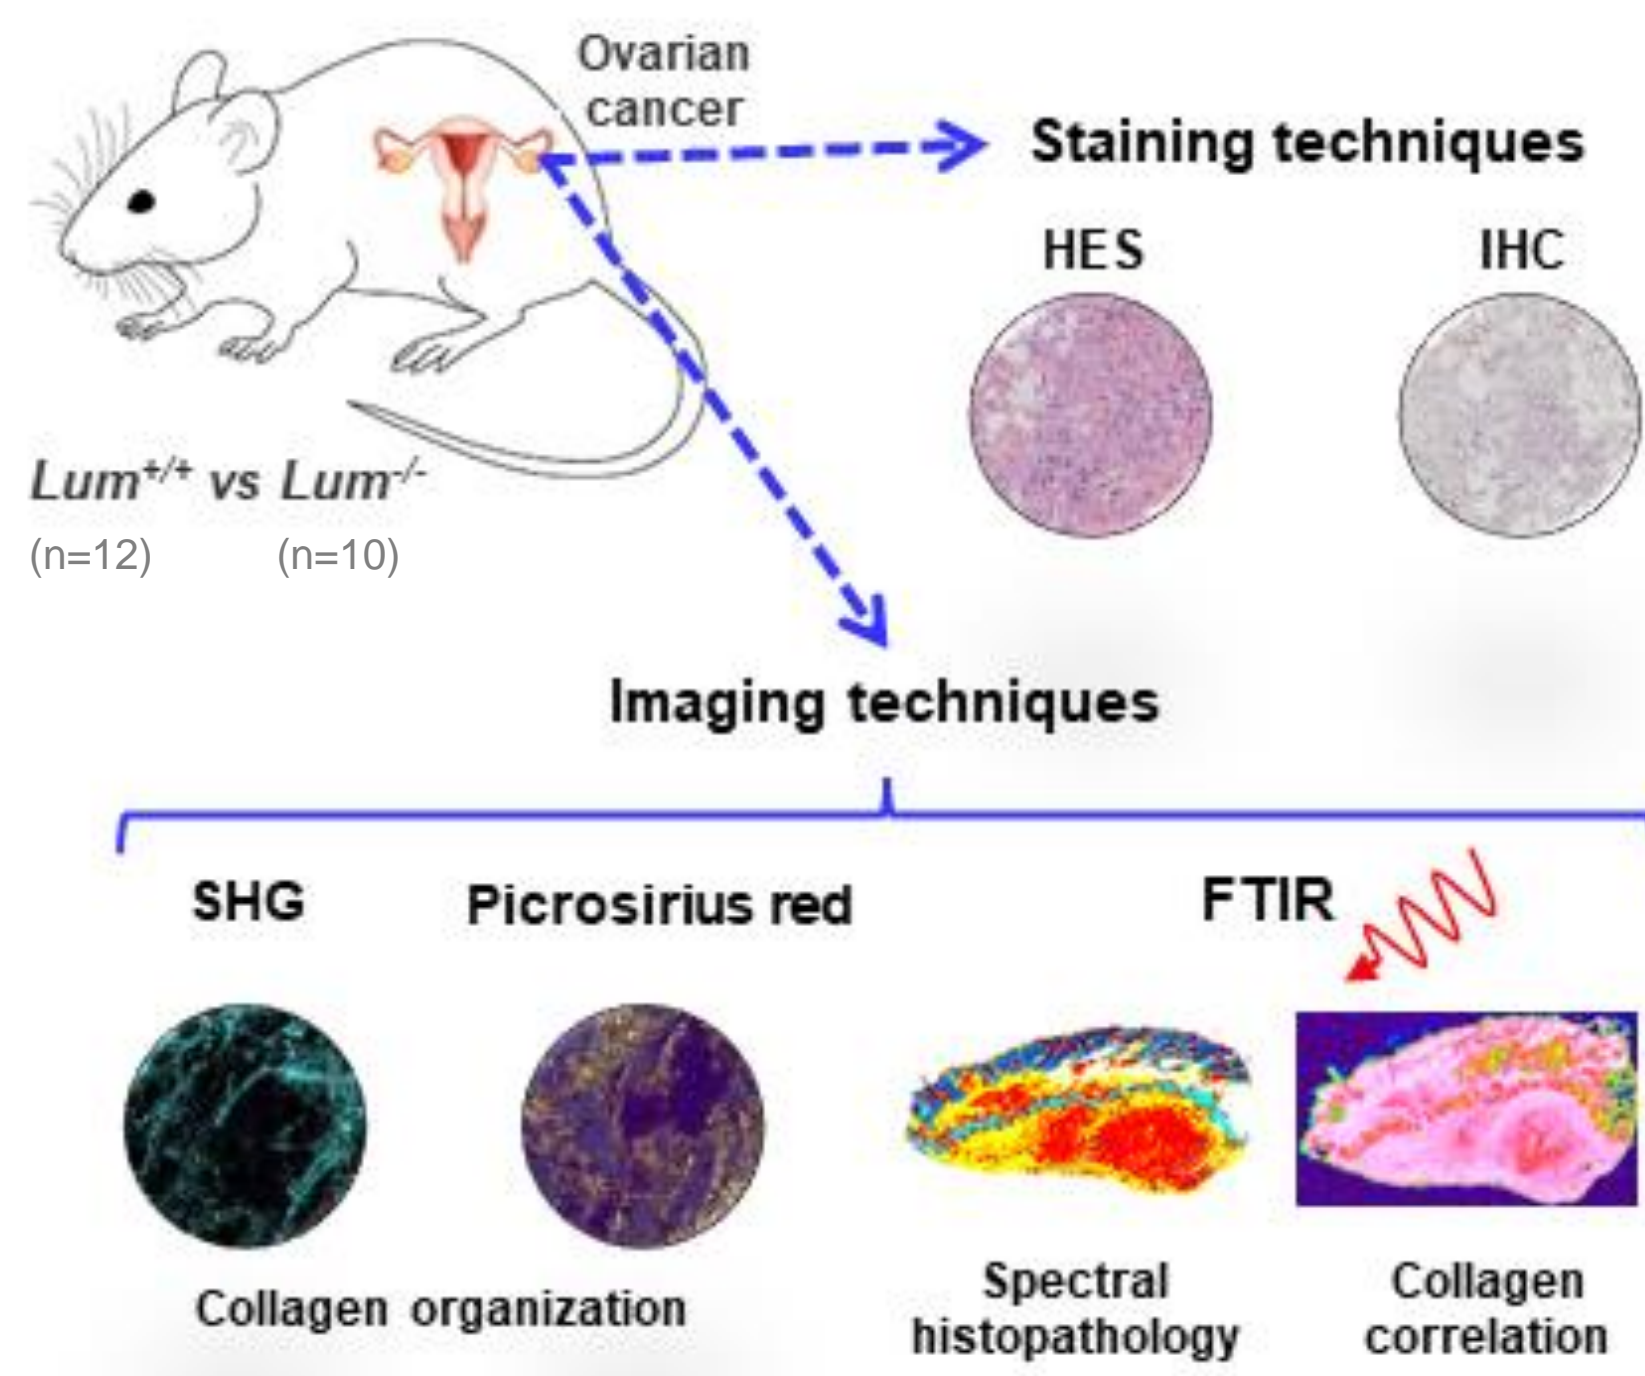 Ovarian
cancer
Staining techniques
HES IHC
Lum+/+ vs Lum-/-
(n=12) (n=10)
Imaging techniques
SHG Picrosirius red FTIR
Collagen organization
Spectral
histopathology
Collagen
correlation